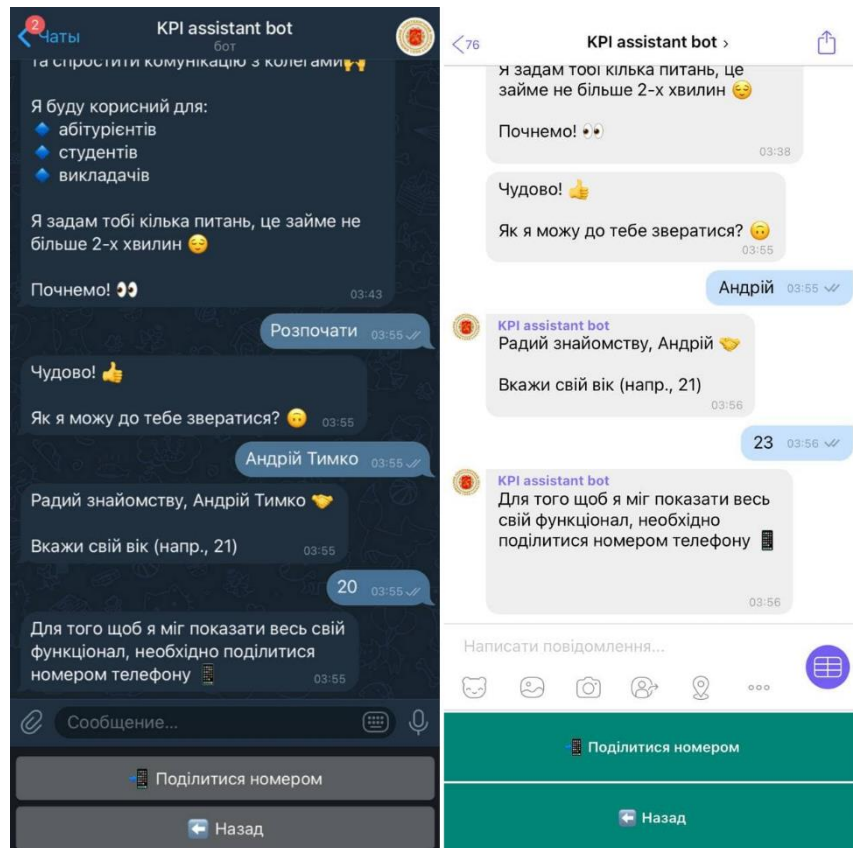 2
Чаты
KPI assistant bot
бот
та спростити комунікацію з колегами🙌
Я буду корисний для:
🔹 абітурієнтів
🔹 студентів
🔹 викладачів
Я задам тобі кілька питань, це займе не
більше 2-х хвилин 😌
Почнемо! 👀
03:43
Розпочати 03:55
Чудово! 👍
Як я можу до тебе звератися? 🙃 03:55
Андрій Тимко 03:55
Радий знайомству, Андрій Тимко 🤝
Вкажи свій вік (напр., 21) 03:55
20 03:55
Для того щоб я міг показати весь свій
функціонал, необхідно поділитися
номером телефону 📱 03:55
Сообщение...
📲 Поділитися номером
⬅️ Назад
76
KPI assistant bot ›
Я задам тобі кілька питань, це
займе не більше 2-х хвилин 😌
Почнемо! 👀
03:38
Чудово! 👍
Як я можу до тебе звератися? 🙃
03:55
Андрій 03:55
KPI assistant bot
Радий знайомству, Андрій 🤝
Вкажи свій вік (напр., 21)
03:56
23 03:56
KPI assistant bot
Для того щоб я міг показати весь
свій функціонал, необхідно
поділитися номером телефону 📱
03:56
Написати повідомлення...
📲 Поділитися номером
⬅️ Назад